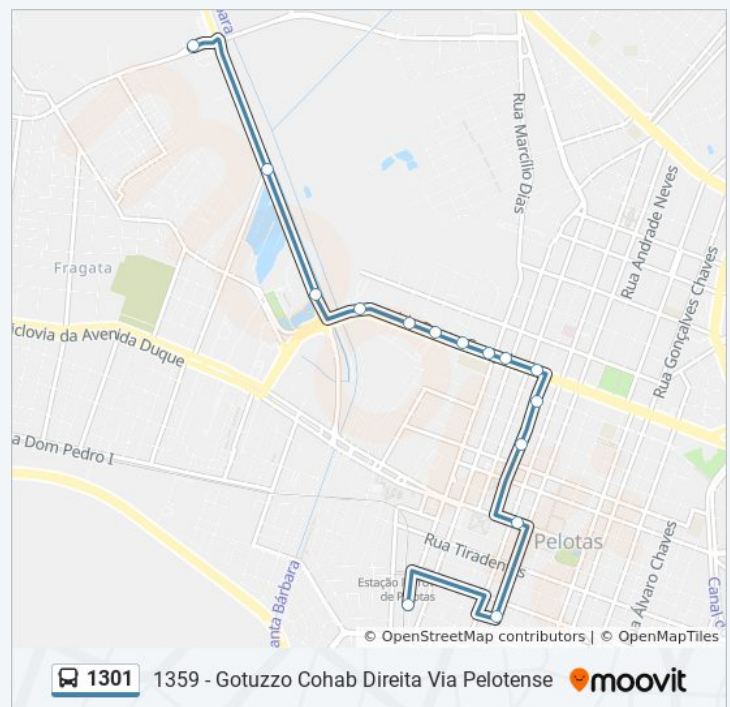 bara
Rua Marcílio Dias
Rua Andrade Neves
Rua Gonçalves Chaves
Fragata
iclovia da Avenida Duque
a Dom Pedro I
Rua Tiradentes
Pelotas
Estação
de Pelotas
a Álvaro Chaves
anta Bárbara
Canal
© OpenStreetMap contributors | © OpenMapTiles
1301 1359 - Gotuzzo Cohab Direita Via Pelotense moovit